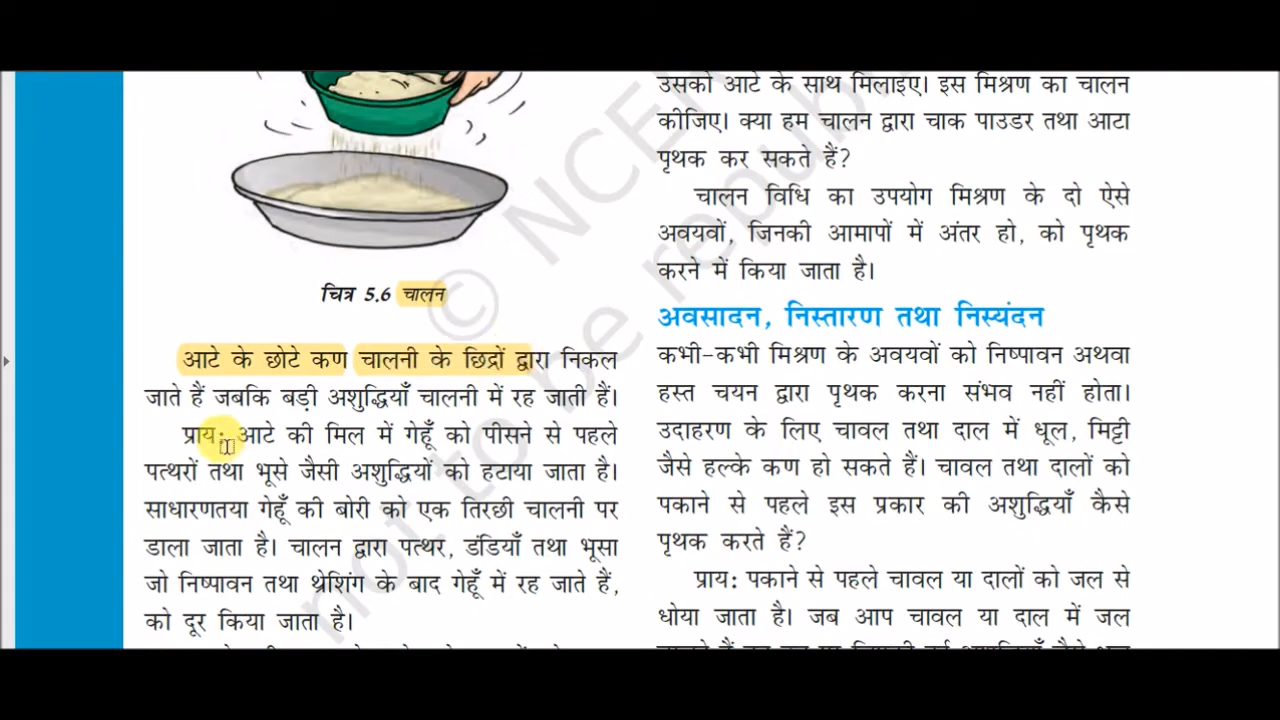 चित्र 5.6 चालन
आटे के छोटे कण चालनी के छिद्रों द्वारा निकल
जाते हैं जबकि बड़ी अशुद्धियाँ चालनी में रह जाती हैं।
प्राय: आटे की मिल में गेहूँ को पीसने से पहले
पत्थरों तथा भूसे जैसी अशुद्धियों को हटाया जाता है।
साधारणतया गेहूँ की बोरी को एक तिरछी चालनी पर
डाला जाता है। चालन द्वारा पत्थर, डंडियाँ तथा भूसा
जो निष्पावन तथा थ्रेशिंग के बाद गेहूँ में रह जाते हैं,
को दूर किया जाता है।
उसको आटे के साथ मिलाइए। इस मिश्रण का चालन
कीजिए। क्या हम चालन द्वारा चाक पाउडर तथा आटा
पृथक कर सकते हैं?
चालन विधि का उपयोग मिश्रण के दो ऐसे
अवयवों, जिनकी आमापों में अंतर हो, को पृथक
करने में किया जाता है।
अवसादन, निस्तारण तथा निस्यंदन
कभी-कभी मिश्रण के अवयवों को निष्पावन अथवा
हस्त चयन द्वारा पृथक करना संभव नहीं होता।
उदाहरण के लिए चावल तथा दाल में धूल, मिट्टी
जैसे हल्के कण हो सकते हैं। चावल तथा दालों को
पकाने से पहले इस प्रकार की अशुद्धियाँ कैसे
पृथक करते हैं?
प्राय: पकाने से पहले चावल या दालों को जल से
धोया जाता है। जब आप चावल या दाल में जल
© NCE
not to be republ